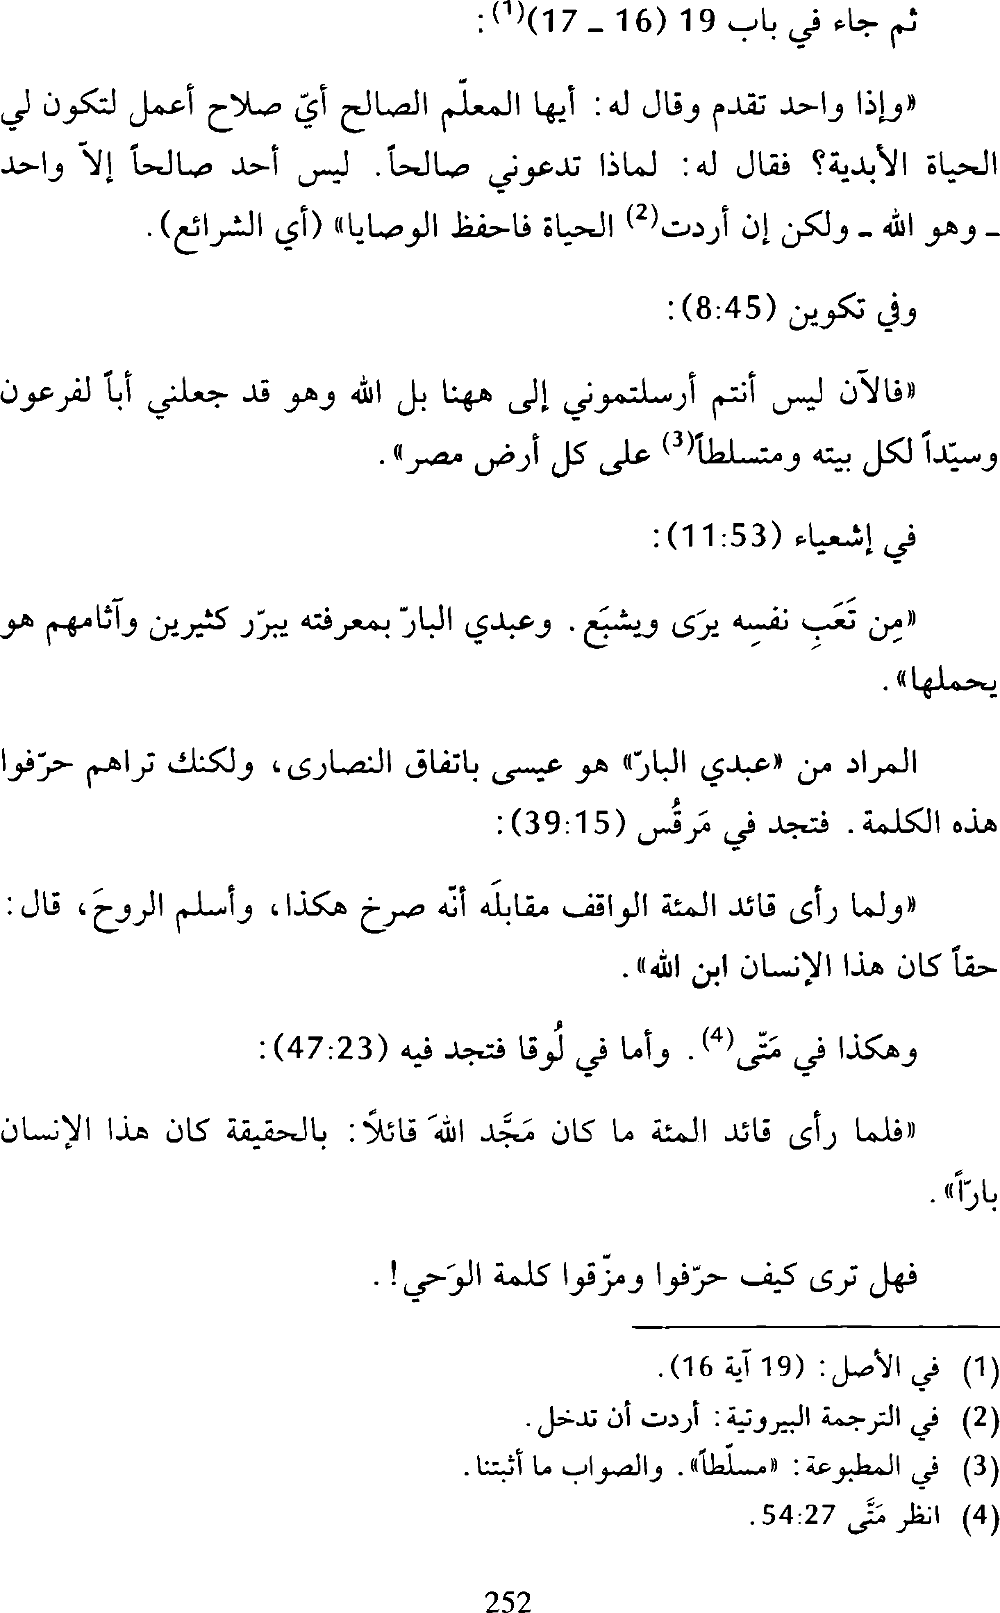 ثم جاء في باب 19 (16 ـ 17)(1):
«وإذا واحد تقدم وقال له: أيها المعلّم الصالح أيّ صلاح أعمل لتكون لي
الحياة الأبدية؟ فقال له: لماذا تدعوني صالحاً. ليس أحد صالحاً إلاّ واحد
ـ وهو الله ـ ولكن إن أردت(2) الحياة فاحفظ الوصايا» (أي الشرائع).
وفي تكوين (8:45):
«فالآن ليس أنتم أرسلتموني إلى ههنا بل الله وهو قد جعلني أباً لفرعون
وسيّداً لكل بيته ومتسلطاً(3) على كل أرض مصر».
في إشعياء (11:53):
«مِن تَعَبِ نفسِه يرَى ويشبَع. وعبدي البارّ بمعرفته يبرّر كثيرين وآثامهم هو
يحملها».
المراد من «عبدي البارّ» هو عيسى باتفاق النصارى، ولكنك تراهم حرّفوا
هذه الكلمة. فتجد في مَرقُس (39:15):
«ولما رأى قائد المئة الواقف مقابلَه أنّه صرخ هكذا، وأسلم الروحَ، قال:
حقاً كان هذا الإنسان ابن الله».
وهكذا في مَتّى(4). وأما في لُوقا فتجد فيه (47:23):
«فلما رأى قائد المئة ما كان مَجَّد اللهَ قائلاً: بالحقيقة كان هذا الإنسان
بارّاً».
فهل ترى كيف حرّفوا ومزّقوا كلمة الوَحي!.
(1) في الأصل: (19 آية 16).
(2) في الترجمة البيروتية: أردت أن تدخل.
(3) في المطبوعة: «مسلّطاً». والصواب ما أثبتنا.
(4) انظر مَتَّى 54:27.
252